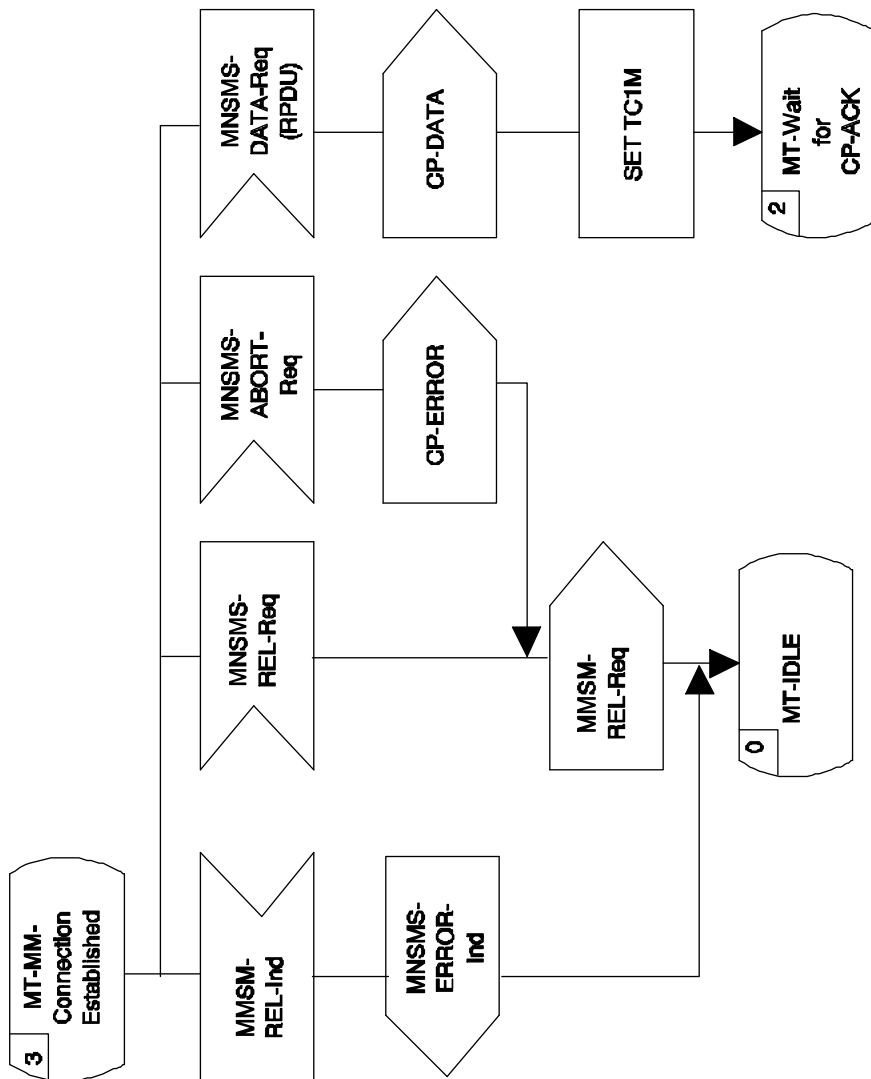 3
MT-MM-
Connection
Established
MMSM-
REL-Ind
MNSMS-
REL-Req
MNSMS-
ABORT-
Req
MNSMS-
DATA-Req
(RPDU)
MNSMS-
ERROR-
Ind
CP-ERROR
CP-DATA
MMSM-
REL-Req
SET TC1M
0
MT-IDLE
2
MT-Wait
for
CP-ACK